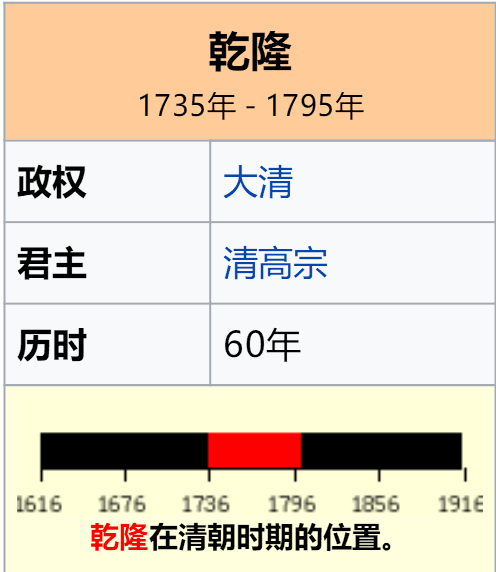 乾隆
1735年 - 1795年
政权 大清
君主 清高宗
历时 60年
1616 1676 1736 1796 1856 1916
乾隆在清朝时期的位置。